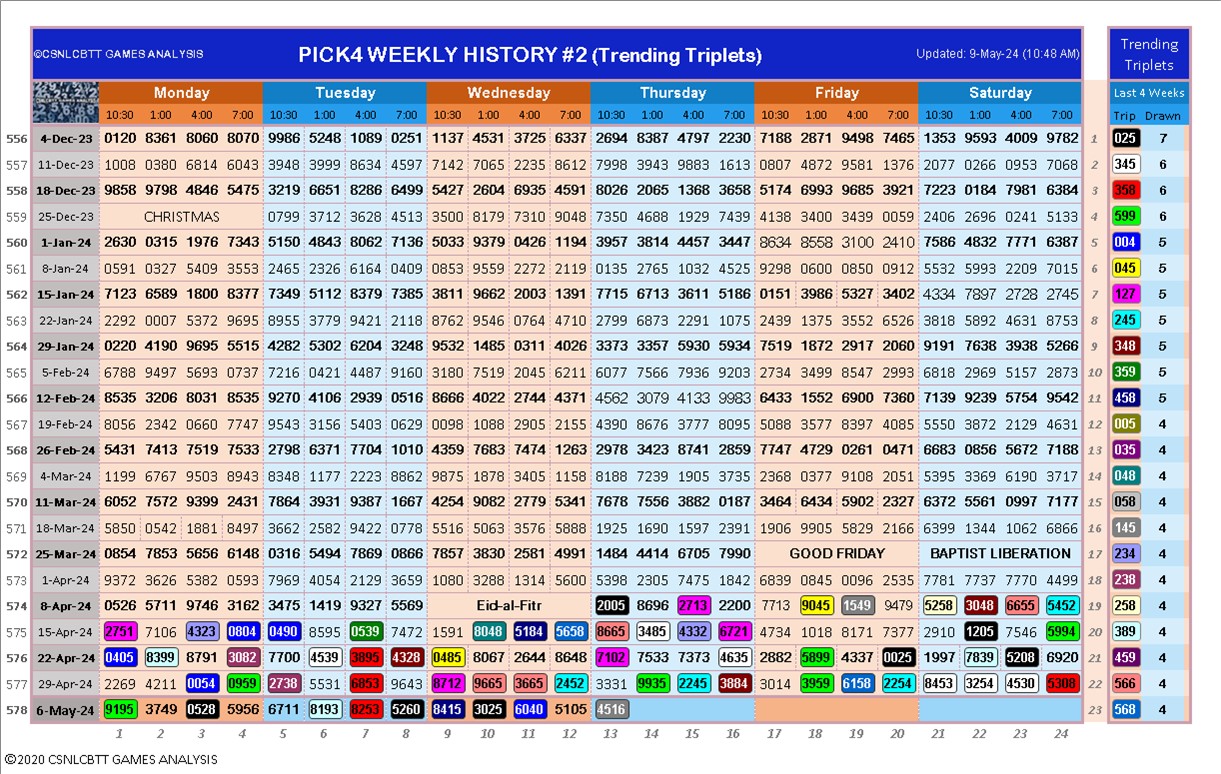 ©CSNLCBTT GAMES ANALYSIS PICK4 WEEKLY HISTORY #2 (Trending Triplets) Updated: 9-May-24 (10:48 AM)
Trending
Triplets
Monday Tuesday Wednesday Thursday Friday Saturday
Last 4 Weeks
10:30 1:00 4:00 7:00 10:30 1:00 4:00 7:00 10:30 1:00 4:00 7:00 10:30 1:00 4:00 7:00 10:30 1:00 4:00 7:00 10:30 1:00 4:00 7:00 Trip Drawn
556 4-Dec-23 0120 8361 8060 8070 9986 5248 1089 0251 1137 4531 3725 6337 2694 8387 4797 2230 7188 2871 9498 7465 1353 9593 4009 9782 1 025 7
557 11-Dec-23 1008 0380 6814 6043 3948 3999 8634 4597 7142 7065 2235 8612 7998 3943 9883 1613 0807 4872 9581 1376 2077 0266 0953 7068 2 345 6
558 18-Dec-23 9858 9798 4846 5475 3219 6651 8286 6499 5427 2604 6935 4591 8026 2065 1368 3658 5174 6993 9685 3921 7223 0184 7981 6384 3 358 6
559 25-Dec-23 CHRISTMAS 0799 3712 3628 4513 3500 8179 7310 9048 7350 4688 1929 7439 4138 3400 3439 0059 2406 2696 0241 5133 4 599 6
560 1-Jan-24 2630 0315 1976 7343 5150 4843 8062 7136 5033 9379 0426 1194 3957 3814 4457 3447 8634 8558 3100 2410 7586 4832 7771 6387 5 004 5
561 8-Jan-24 0591 0327 5409 3553 2465 2326 6164 0409 0853 9559 2272 2119 0135 2765 1032 4525 9298 0600 0850 0912 5532 5993 2209 7015 6 045 5
562 15-Jan-24 7123 6589 1800 8377 7349 5112 8379 7385 3811 9662 2003 1391 7715 6713 3611 5186 0151 3986 5327 3402 4334 7897 2728 2745 7 127 5
563 22-Jan-24 2292 0007 5372 9695 8955 3779 9421 2118 8762 9546 0764 4710 2799 6873 2291 1075 2439 1375 3552 6526 3818 5892 4631 8753 8 245 5
564 29-Jan-24 0220 4190 9695 5515 4282 5302 6204 3248 9532 1485 0311 4026 3373 3357 5930 5934 7519 1872 2917 2060 9191 7638 3938 5266 9 348 5
565 5-Feb-24 6788 9497 5693 0737 7216 0421 4487 9160 3180 7519 2045 6211 6077 7566 7936 9203 2734 3499 8547 2993 6818 2969 5157 2873 10 359 5
566 12-Feb-24 8535 3206 8031 8535 9270 4106 2939 0516 8666 4022 2744 4371 4562 3079 4133 9983 6433 1552 6900 7360 7139 9239 5754 9542 11 458 5
567 19-Feb-24 8056 2342 0660 7747 9543 3156 5403 0629 0098 1088 2905 2155 4390 8676 3777 8095 5088 3577 8397 4085 5550 3872 2129 4631 12 005 4
568 26-Feb-24 5431 7413 7519 7533 2798 6371 7704 1010 4359 7683 7474 1263 2978 3423 8741 2859 7747 4729 0261 0471 6683 0856 5672 7188 13 035 4
569 4-Mar-24 1199 6767 9503 8943 8348 1177 2223 8862 9875 1878 3405 1158 8188 7239 1905 3735 2368 0377 9108 2051 5395 3369 6190 3717 14 048 4
570 11-Mar-24 6052 7572 9399 2431 7864 3931 9387 1667 4254 9082 2779 5341 7678 7556 3882 0187 3464 6434 5902 2327 6372 5561 0997 7177 15 058 4
571 18-Mar-24 5850 0542 1881 8497 3662 2582 9422 0778 5516 5063 3576 5888 1925 1690 1597 2391 1906 9905 5829 2166 6399 1344 1062 6866 16 145 4
572 25-Mar-24 0854 7853 5656 6148 0316 5494 7869 0866 7857 3830 2581 4991 1484 4414 6705 7990 GOOD FRIDAY BAPTIST LIBERATION 17 234 4
573 1-Apr-24 9372 3626 5382 0593 7969 4054 2129 3659 1080 3288 1314 5600 5398 2305 7475 1842 6839 0845 0096 2535 7781 7737 7770 4499 18 238 4
574 8-Apr-24 0526 5711 9746 3162 3475 1419 9327 5569 Eid-al-Fitr 2005 8696 2713 2200 7713 9045 1549 9479 5258 3048 6655 5452 19 258 4
575 15-Apr-24 2751 7106 4323 0804 0490 8595 0539 7472 1591 8048 5184 5658 8665 3485 4332 6721 4734 1018 8171 7377 2910 1205 7546 5994 20 389 4
576 22-Apr-24 0405 8399 8791 3082 7700 4539 3895 4328 0485 8067 2644 8648 7102 7533 7373 4635 2882 5899 4337 0025 1997 7839 5208 6920 21 459 4
577 29-Apr-24 2269 4211 0054 0959 2738 5531 6853 9643 8712 9665 3665 2452 3331 9935 2245 3884 3014 3959 6158 2254 8453 3254 4530 5308 22 566 4
578 6-May-24 9195 3749 0528 5956 6711 8193 8253 5260 8415 3025 6040 5105 4516 23 568 4
1 2 3 4 5 6 7 8 9 10 11 12 13 14 15 16 17 18 19 20 21 22 23 24
©2020 CSNLCBTT GAMES ANALYSIS